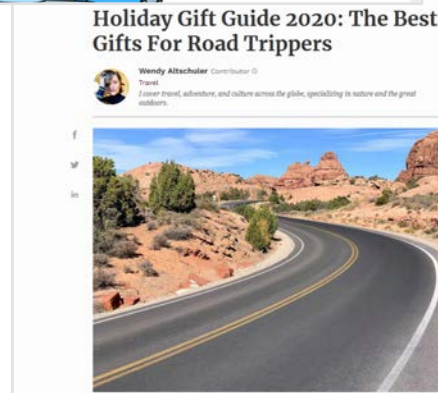 Holiday Gift Guide 2020: The Best
Gifts For Road Trippers
Wendy Altschuler Contributor
Travel
I cover travel, adventure, and culture across the globe, specializing in nature and the great
outdoors.